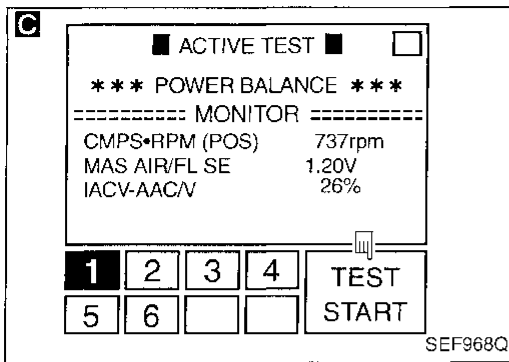 C
ACTIVE TEST
*** POWER BALANCE ***
========== MONITOR ==========
CMPS•RPM (POS) 737rpm
MAS AIR/FL SE 1.20V
IACV-AAC/V 26%
1 2 3 4
5 6
TEST
START
SEF968Q